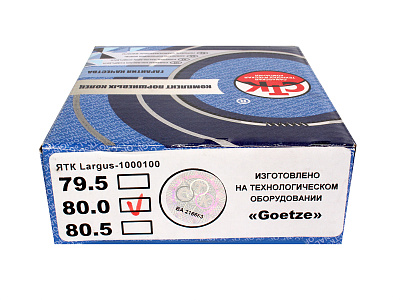 СТК
КОМПЛЕКТ ПОРШНЕВЫХ КОЛЕЦ
ГАРАНТИЯ КАЧЕСТВА
ЯТК Largus-1000100
79.5
80.0
80.5
ИЗГОТОВЛЕНО
НА ТЕХНОЛОГИЧЕСКОМ
ОБОРУДОВАНИИ
«Goetze»